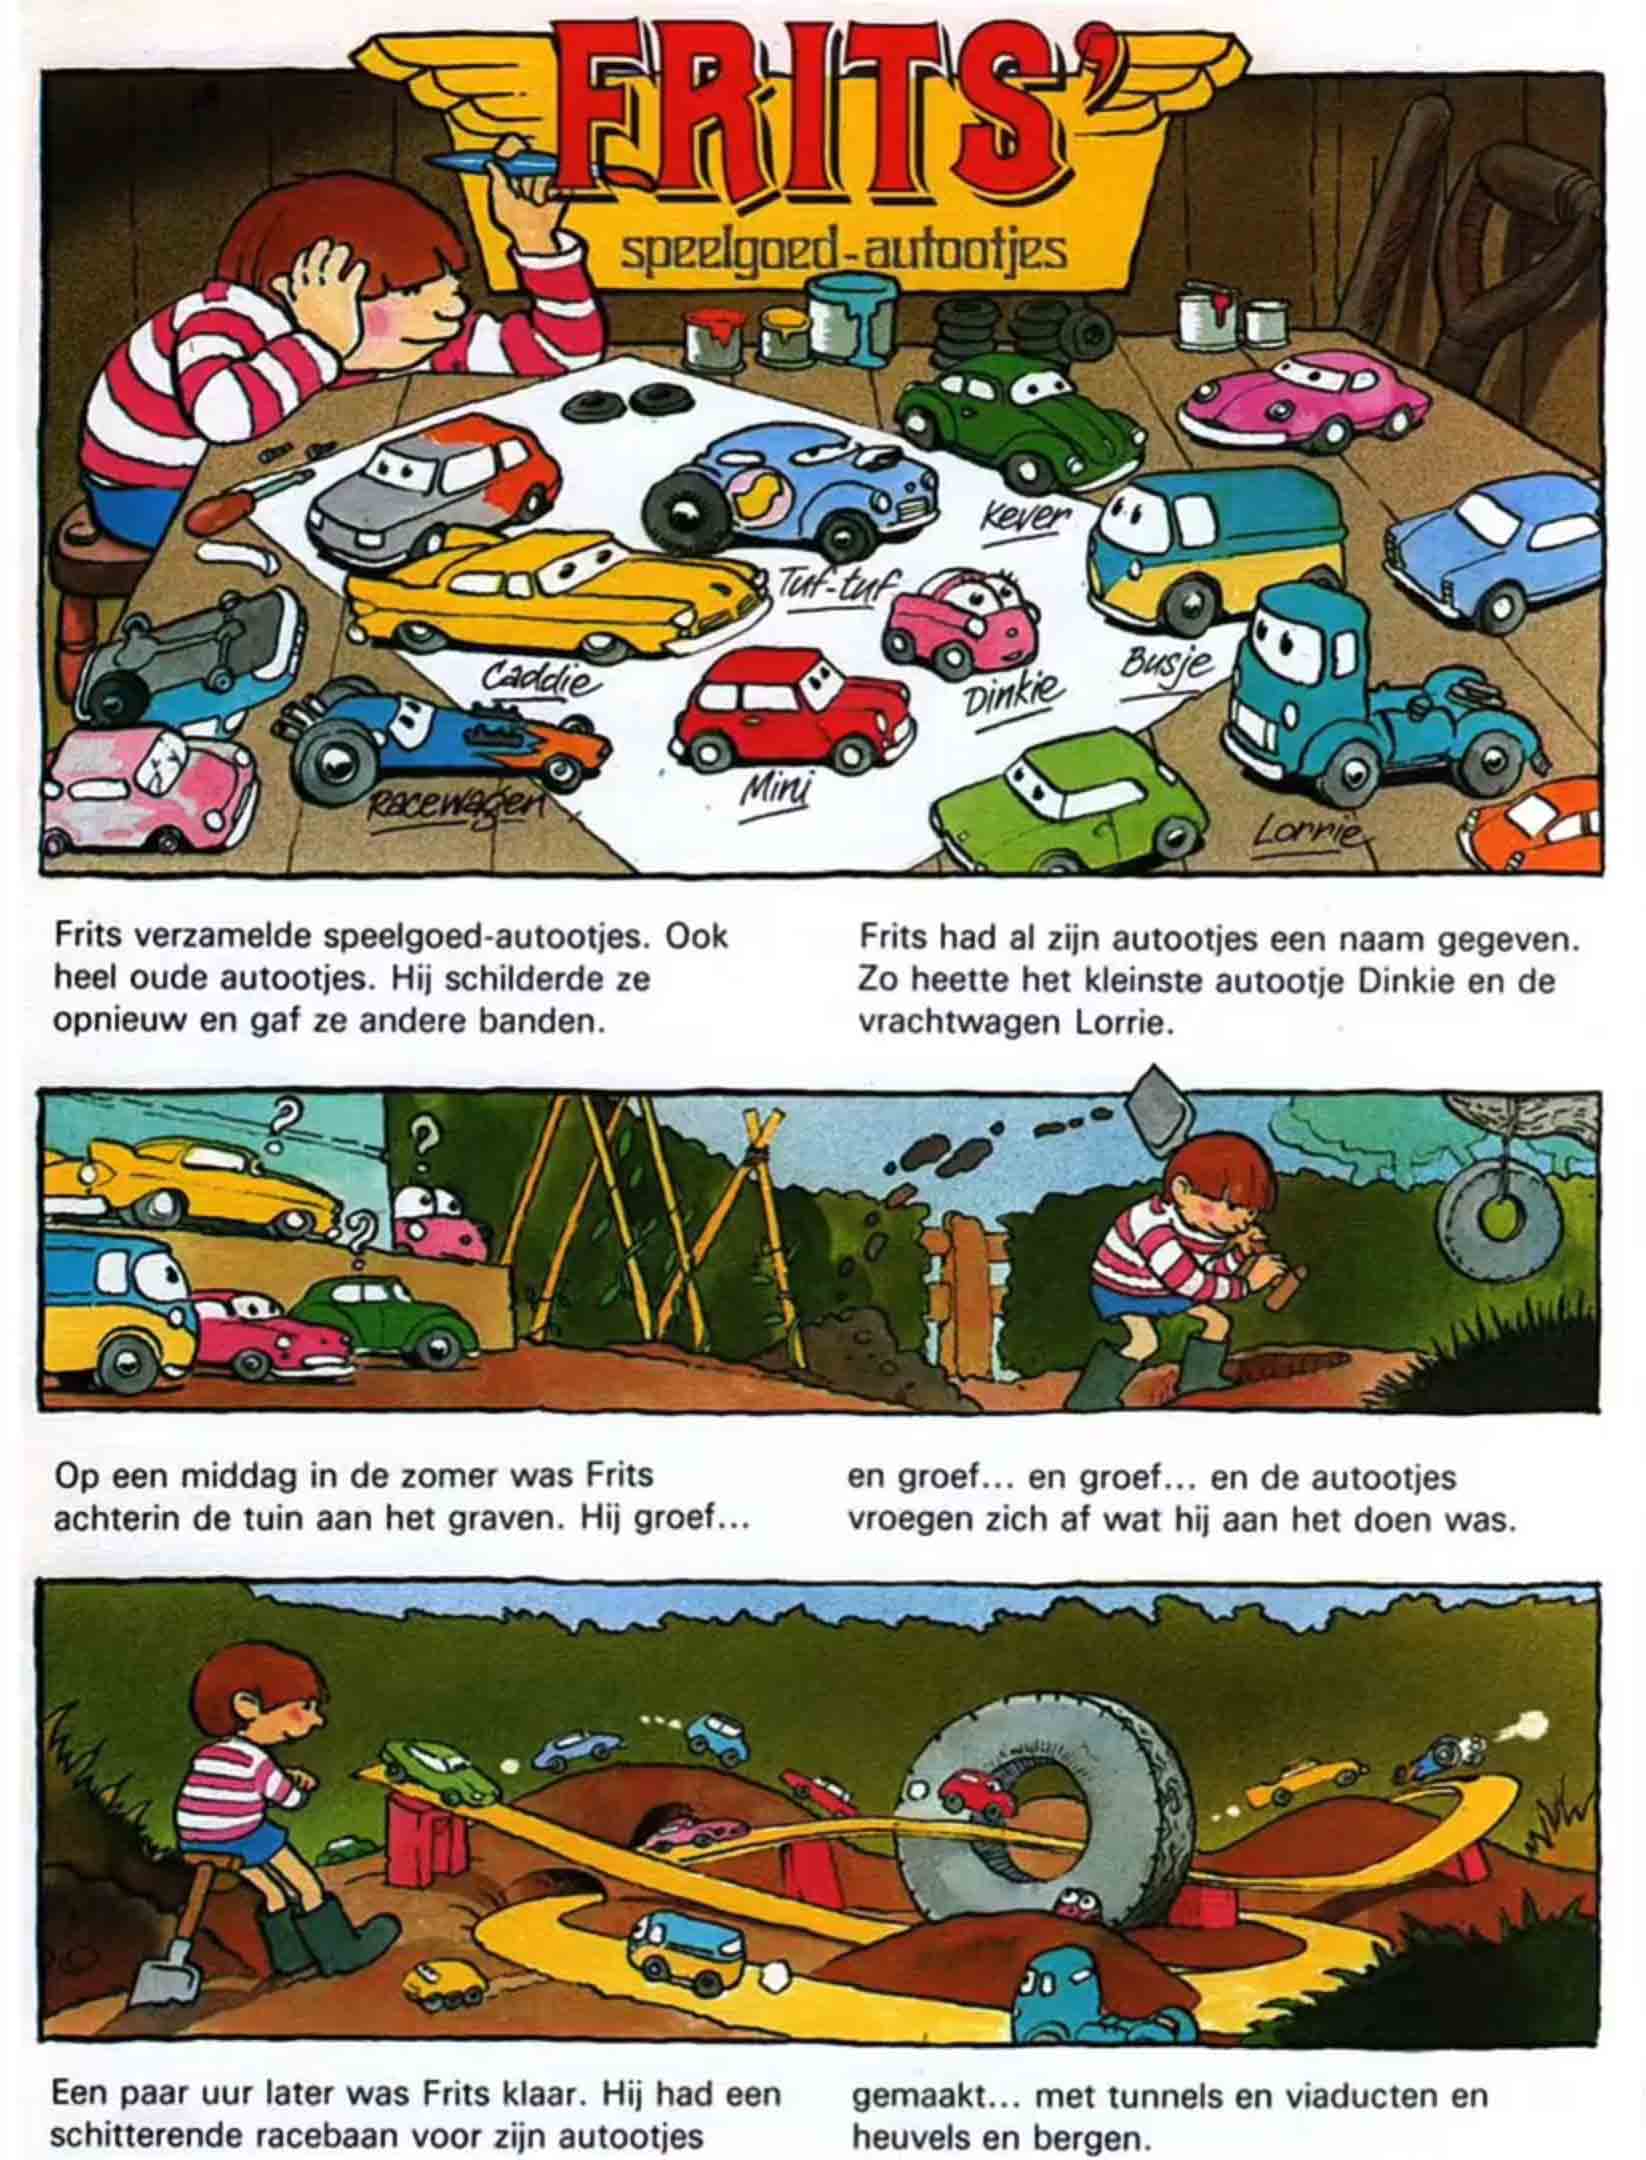 FRITS'
speelgoed-autootjes
Kever
Tuf-tuf
Caddie
Dinkie
Busje
Racewagen
Mini
Lorrie
Frits verzamelde speelgoed-autootjes. Ook
heel oude autootjes. Hij schilderde ze
opnieuw en gaf ze andere banden.
Frits had al zijn autootjes een naam gegeven.
Zo heette het kleinste autootje Dinkie en de
vrachtwagen Lorrie.
?
?
?
Op een middag in de zomer was Frits
achterin de tuin aan het graven. Hij groef...
en groef... en groef... en de autootjes
vroegen zich af wat hij aan het doen was.
Een paar uur later was Frits klaar. Hij had een
schitterende racebaan voor zijn autootjes
gemaakt... met tunnels en viaducten en
heuvels en bergen.